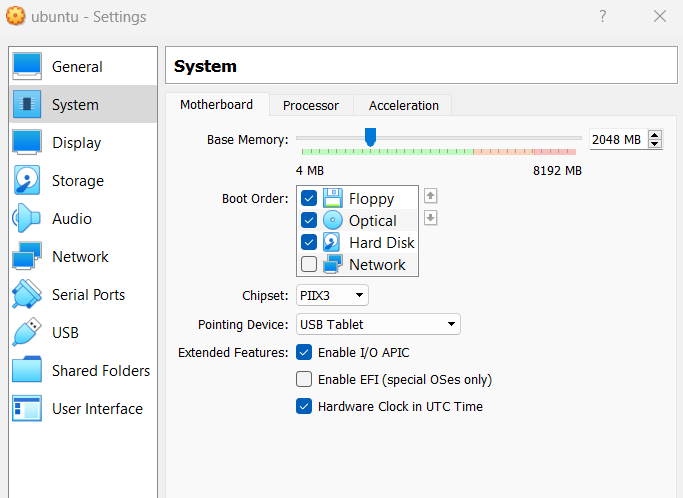 ubuntu - Settings ?
General
System
Display
Storage
Audio
Network
Serial Ports
USB
Shared Folders
User Interface
System
Motherboard Processor Acceleration
Base Memory: 2048 MB
4 MB 8192 MB
Boot Order: Floppy
Optical
Hard Disk
Network
Chipset: PIIX3
Pointing Device: USB Tablet
Extended Features: Enable I/O APIC
Enable EFI (special OSes only)
Hardware Clock in UTC Time